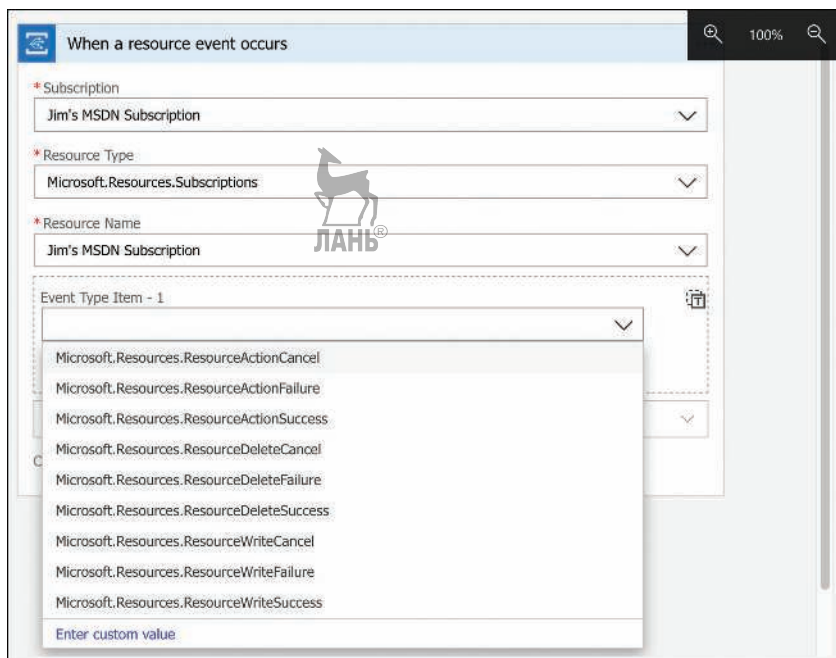 When a resource event occurs
100%
* Subscription
Jim's MSDN Subscription
* Resource Type
Microsoft.Resources.Subscriptions
* Resource Name
Jim's MSDN Subscription
ЛАНЬ®
Event Type Item - 1
Microsoft.Resources.ResourceActionCancel
Microsoft.Resources.ResourceActionFailure
Microsoft.Resources.ResourceActionSuccess
Microsoft.Resources.ResourceDeleteCancel
Microsoft.Resources.ResourceDeleteFailure
Microsoft.Resources.ResourceDeleteSuccess
Microsoft.Resources.ResourceWriteCancel
Microsoft.Resources.ResourceWriteFailure
Microsoft.Resources.ResourceWriteSuccess
Enter custom value